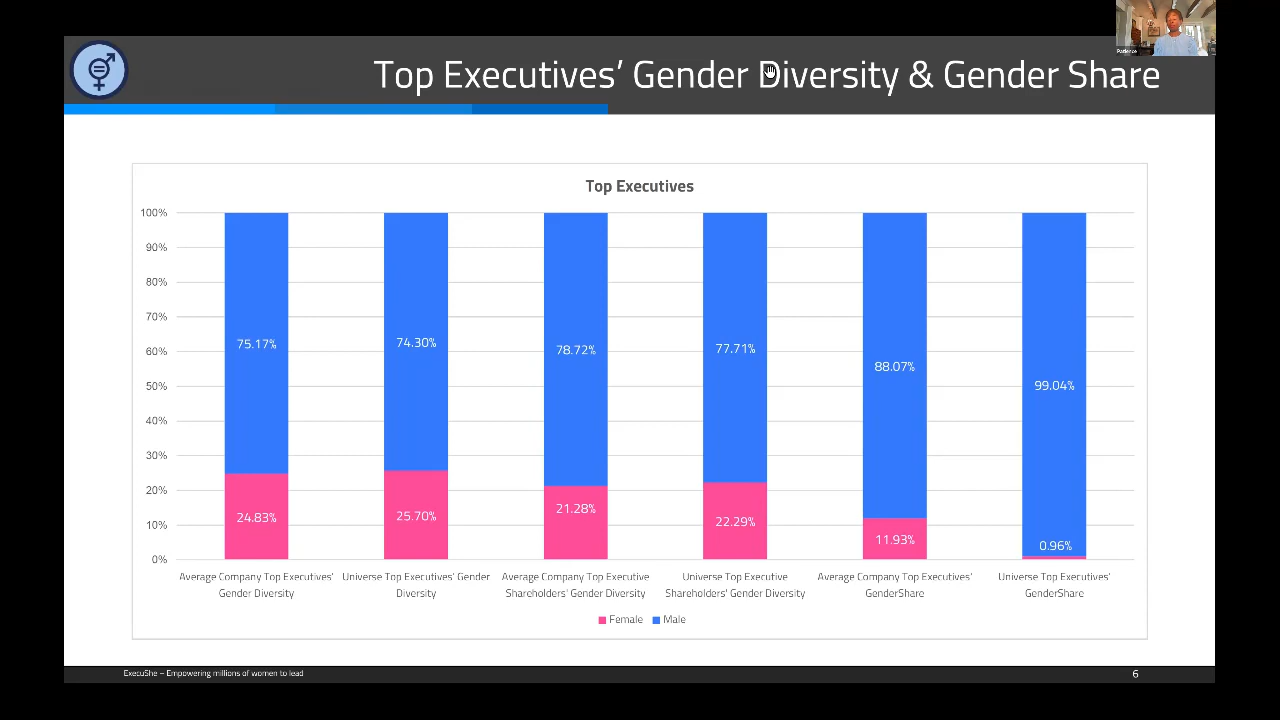 Patience
Top Executives' Gender Diversity & Gender Share
Top Executives
100%
90%
80%
70%
60%
50%
40%
30%
20%
10%
0%
75.17%
74.30%
78.72%
77.71%
88.07%
99.04%
24.83%
25.70%
21.28%
22.29%
11.93%
0.96%
Average Company Top Executives'
Gender Diversity
Universe Top Executives' Gender
Diversity
Average Company Top Executive
Shareholders' Gender Diversity
Universe Top Executive
Shareholders' Gender Diversity
Average Company Top Executives'
GenderShare
Universe Top Executives'
GenderShare
Female
Male
ExecuShe – Empowering millions of women to lead
6